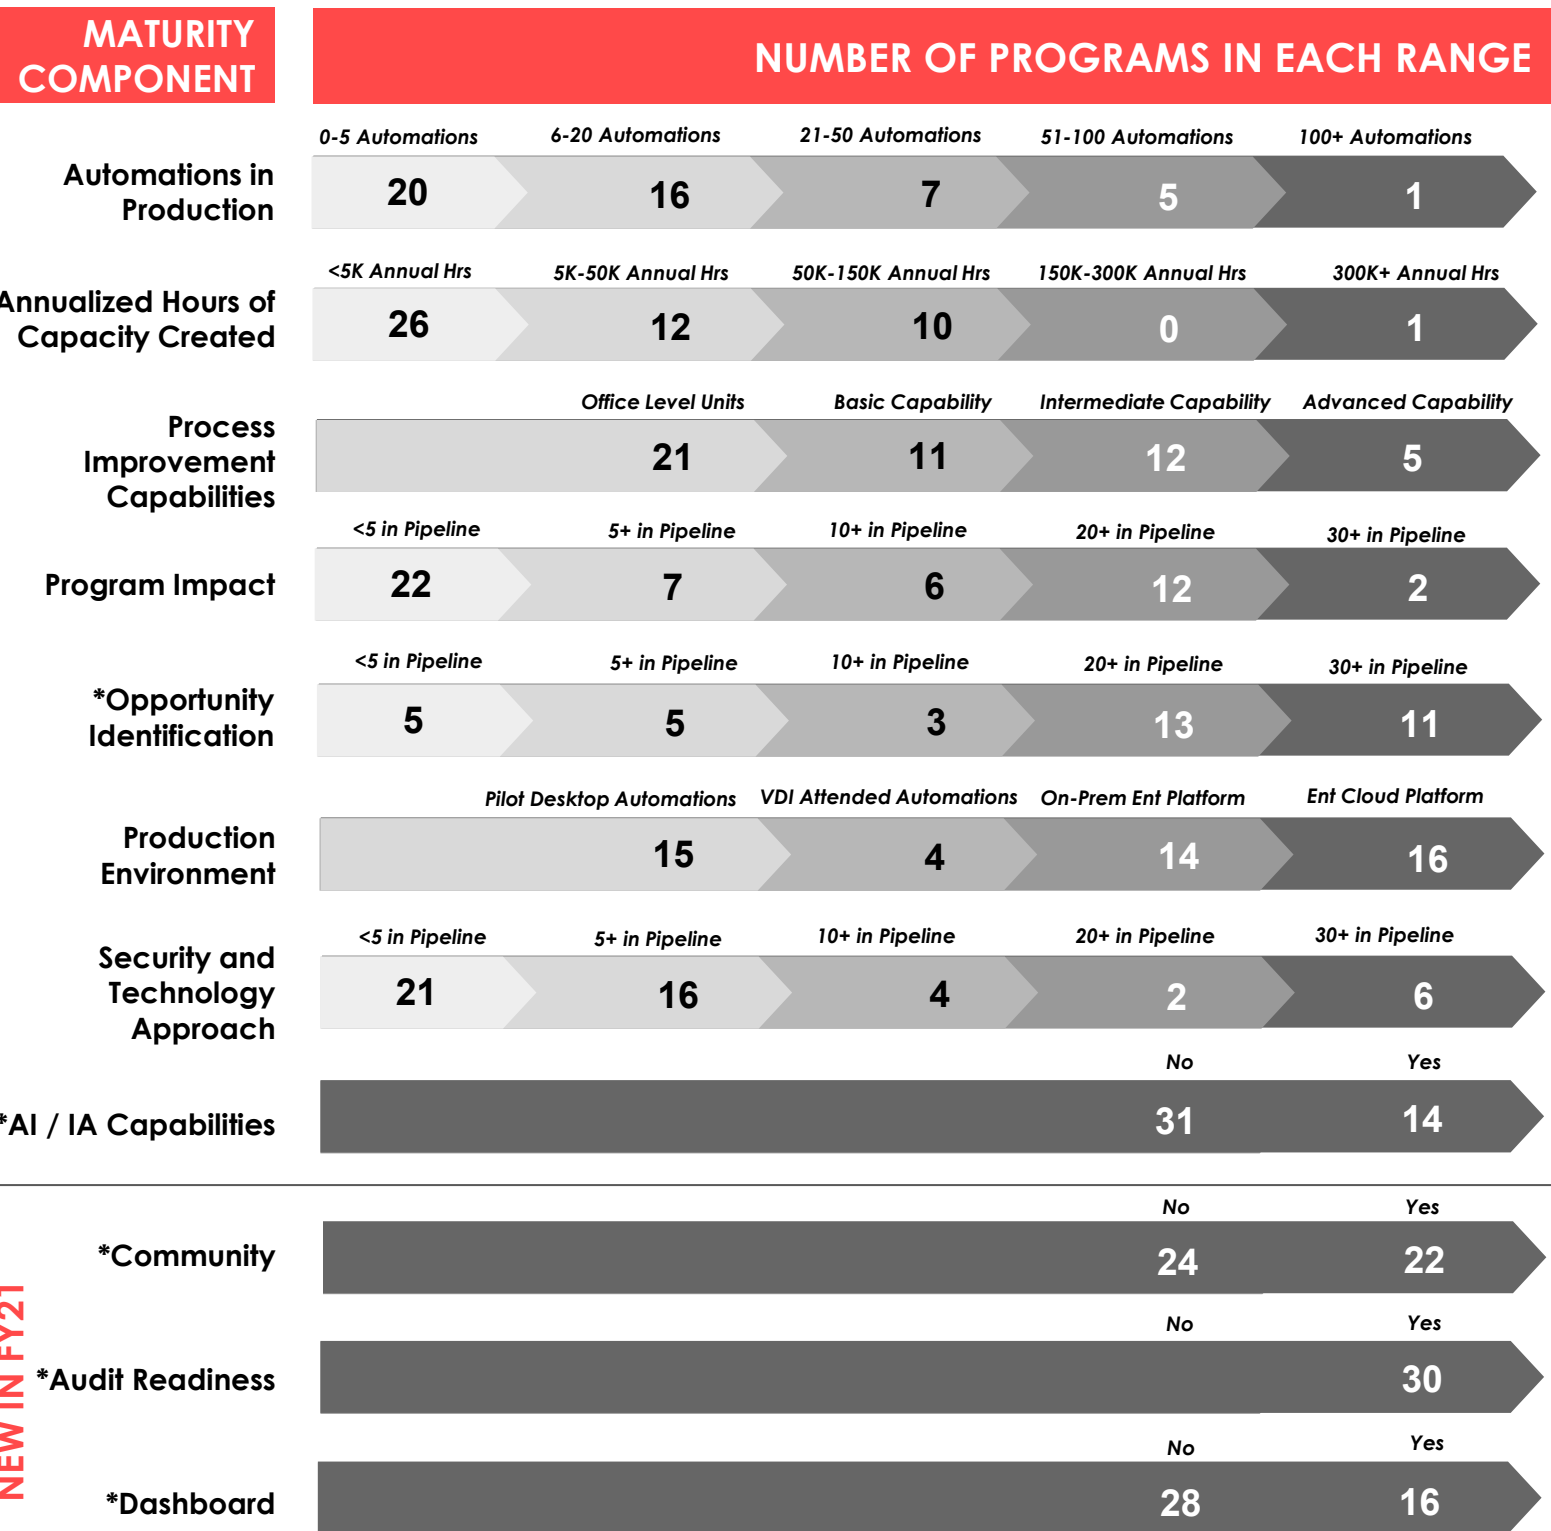 MATURITY
COMPONENT
NUMBER OF PROGRAMS IN EACH RANGE
0-5 Automations 6-20 Automations 21-50 Automations 51-100 Automations 100+ Automations
Automations in
Production
20 16 7 5 1
<5K Annual Hrs 5K-50K Annual Hrs 50K-150K Annual Hrs 150K-300K Annual Hrs 300K+ Annual Hrs
Annualized Hours of
Capacity Created
26 12 10 0 1
Office Level Units Basic Capability Intermediate Capability Advanced Capability
Process
Improvement
Capabilities
21 11 12 5
<5 in Pipeline 5+ in Pipeline 10+ in Pipeline 20+ in Pipeline 30+ in Pipeline
Program Impact
22 7 6 12 2
<5 in Pipeline 5+ in Pipeline 10+ in Pipeline 20+ in Pipeline 30+ in Pipeline
*Opportunity
Identification
5 5 3 13 11
Pilot Desktop Automations VDI Attended Automations On-Prem Ent Platform Ent Cloud Platform
Production
Environment
15 4 14 16
<5 in Pipeline 5+ in Pipeline 10+ in Pipeline 20+ in Pipeline 30+ in Pipeline
Security and
Technology
Approach
21 16 4 2 6
No Yes
*AI / IA Capabilities
31 14
NEW IN FY21
No Yes
*Community
24 22
No Yes
*Audit Readiness
30
No Yes
*Dashboard
28 16